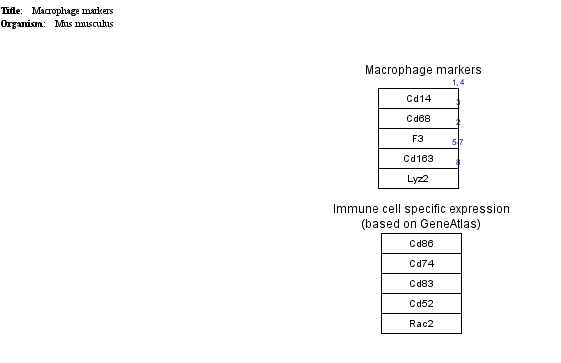 Title: Macrophage markers
Organism: Mus musculus
Macrophage markers
1, 4
Cd14
3
Cd68
2
F3
5-7
Cd163
8
Lyz2
Immune cell specific expression
(based on GeneAtlas)
Cd86
Cd74
Cd83
Cd52
Rac2